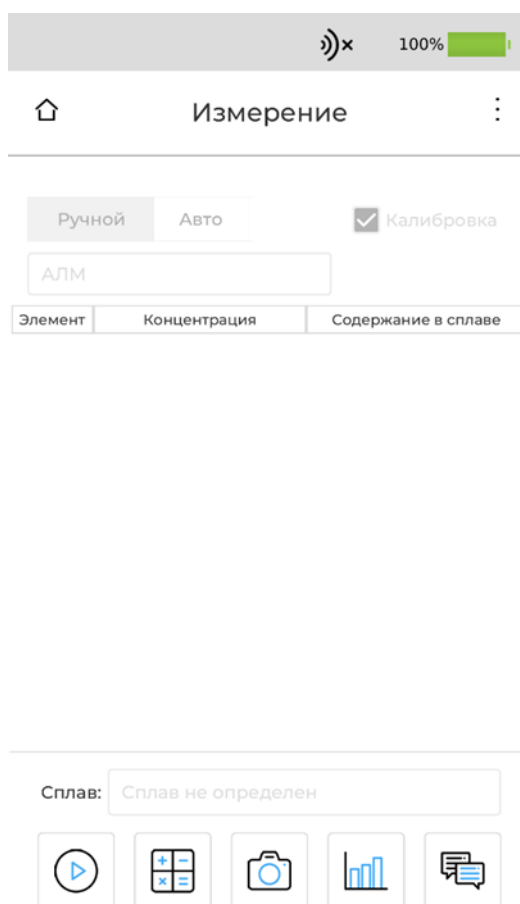 100%
Измерение
Ручной Авто Калибровка
АЛМ
Элемент Концентрация Содержание в сплаве
Сплав: Сплав не определен